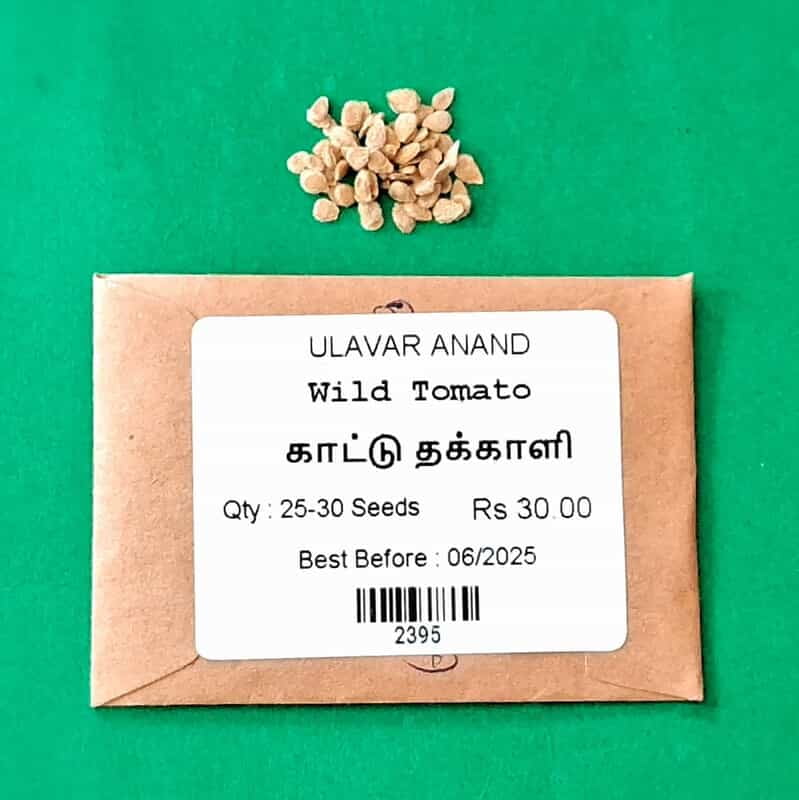 ULAVAR ANAND
Wild Tomato
காட்டு தக்காளி
Qty : 25-30 Seeds Rs 30.00
Best Before : 06/2025
2395